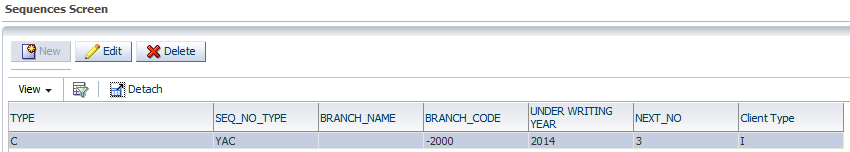 Sequences Screen
New Edit Delete
View Detach
TYPE SEQ_NO_TYPE BRANCH_NAME BRANCH_CODE UNDER WRITING YEAR NEXT_NO Client Type
C YAC -2000 2014 3 I